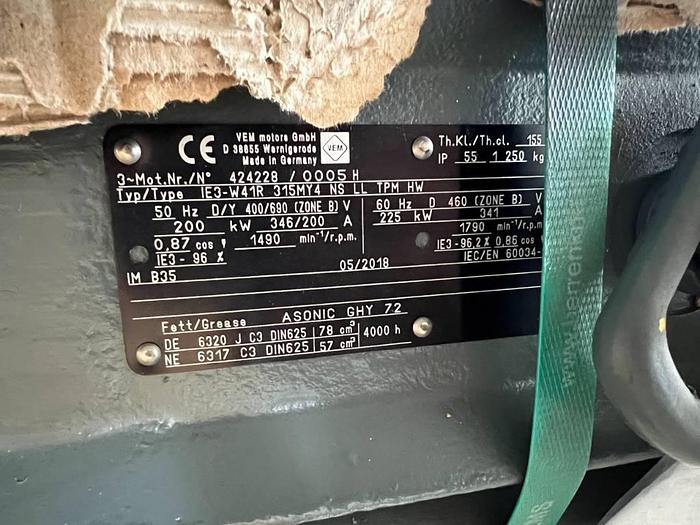 CE
VEM motors GmbH
D 38855 Wernigerode
Made in Germany
VEM
Th.Kl./Th.cl. 155
IP 55 1 250 kg
3~Mot.Nr./N° 424228 / 0005 H
Typ/Type IE3-W41R 315MY4 NS LL TPM HW
50 Hz D/Y 400/690 (ZONE B) V
200 kW 346/200 A
0,87 cos φ 1490 min⁻¹/r.p.m.
IE3 - 96 %
60 Hz D 460 (ZONE B) V
225 kW 341 A
1790 min⁻¹/r.p.m.
IE3-96,2% 0,86 cos
IEC/EN 60034-
IM B35 05/2018
Fett/Grease ASONIC GHY 72
DE 6320 J C3 DIN625 78 cm³ 4000 h
NE 6317 C3 DIN625 57 cm³